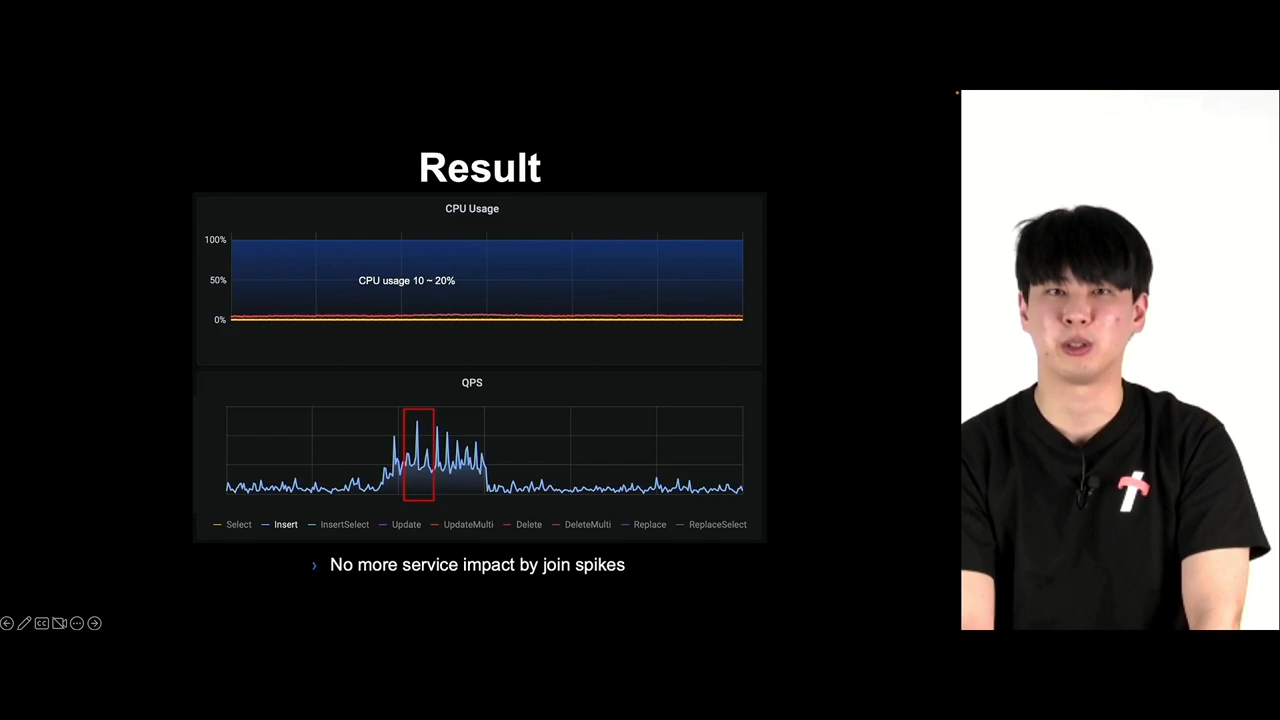 Result
CPU Usage
100%
50%
0%
CPU usage 10 ~ 20%
QPS
Select Insert InsertSelect Update UpdateMulti Delete DeleteMulti Replace ReplaceSelect
› No more service impact by join spikes
CC